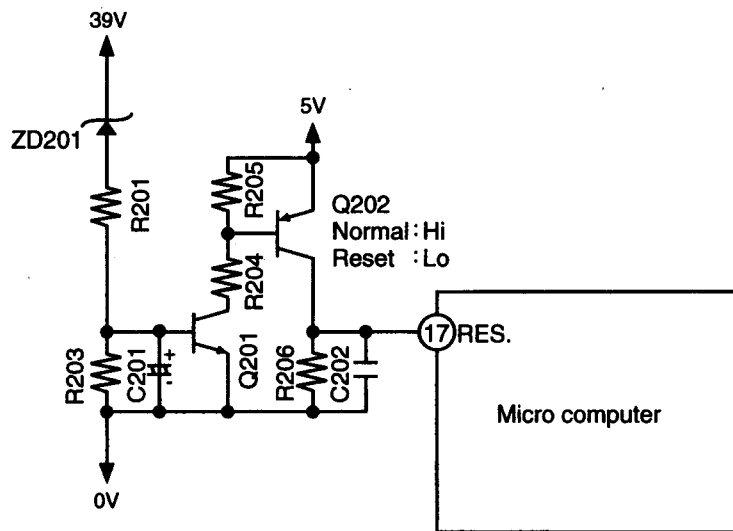 39V
5V
ZD201
R201
R205
Q202
Normal : Hi
Reset : Lo
R204
17 RES.
R203
C201
+
-
Q201
R206
C202
Micro computer
0V